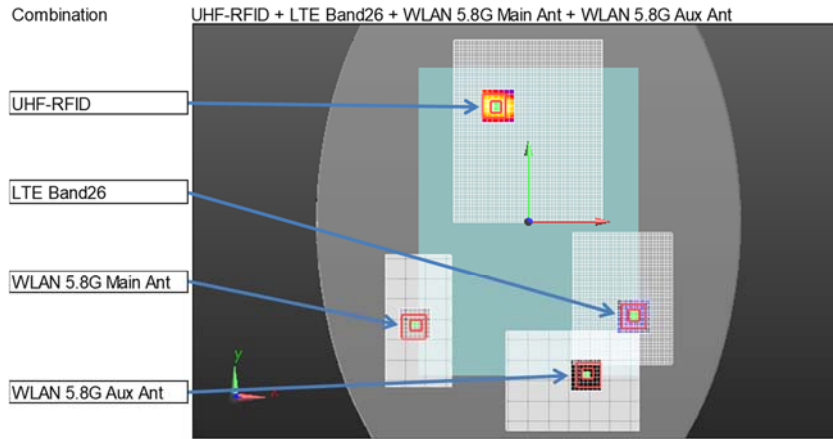 Combination UHF-RFID + LTE Band26 + WLAN 5.8G Main Ant + WLAN 5.8G Aux Ant
UHF-RFID
LTE Band26
WLAN 5.8G Main Ant
WLAN 5.8G Aux Ant
y
x